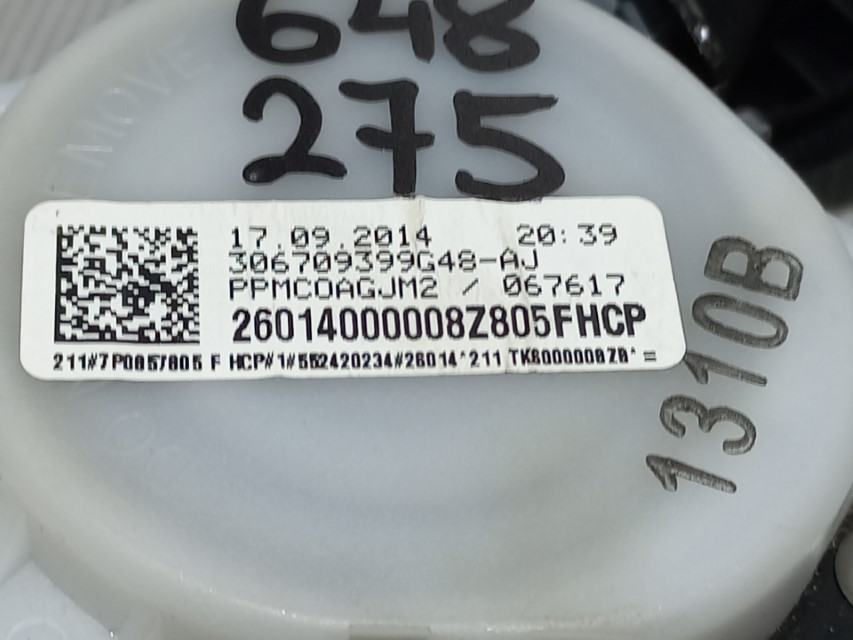 648
275
17.09.2014 20:39
306709399G48-AJ
PPMCOAGJM2 / 067617
26014000008Z805FHCP
211#7P0857805 F HCP#1#552420234#26014*211 TK8000008Z8* =
1310B